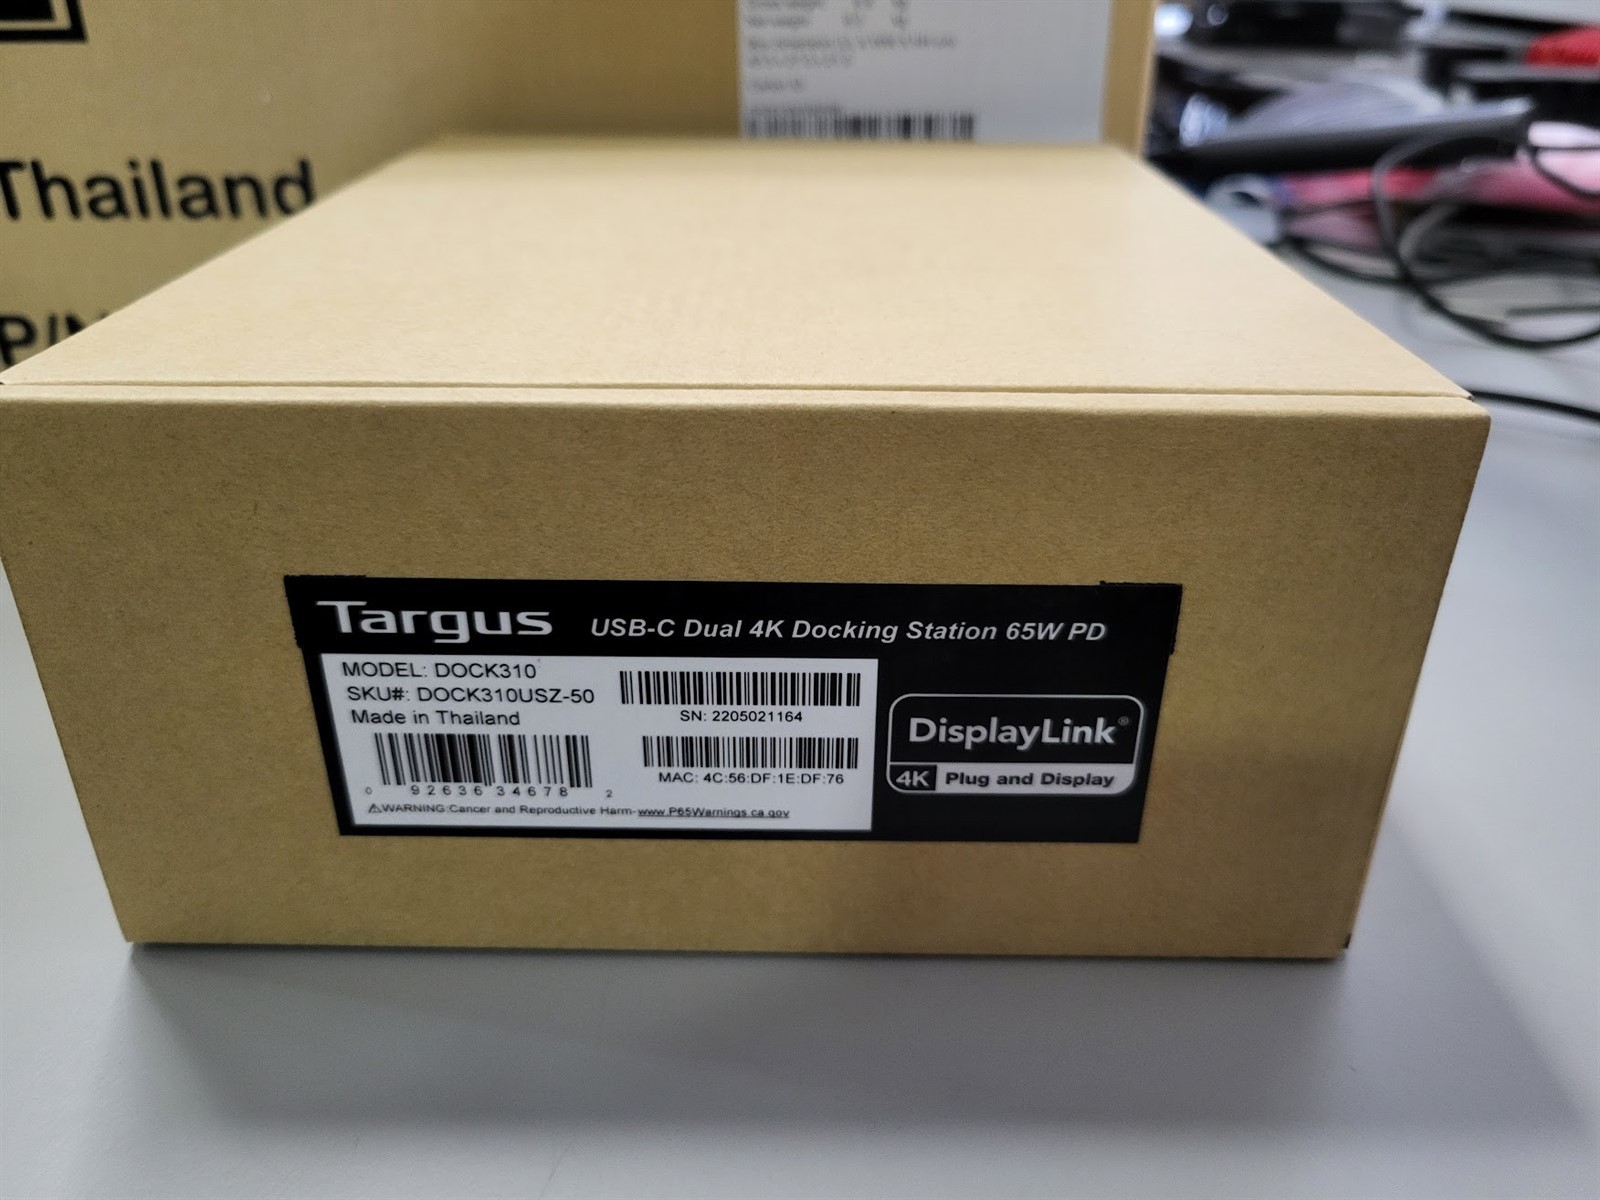 Thailand
Targus
USB-C Dual 4K Docking Station 65W PD
MODEL: DOCK310
SKU#: DOCK310USZ-50
Made in Thailand
0 92636 34678 2
SN: 2205021164
MAC: 4C:56:DF:1E:DF:76
⚠WARNING:Cancer and Reproductive Harm-www.P65Warnings.ca.gov
DisplayLink®
4K Plug and Display